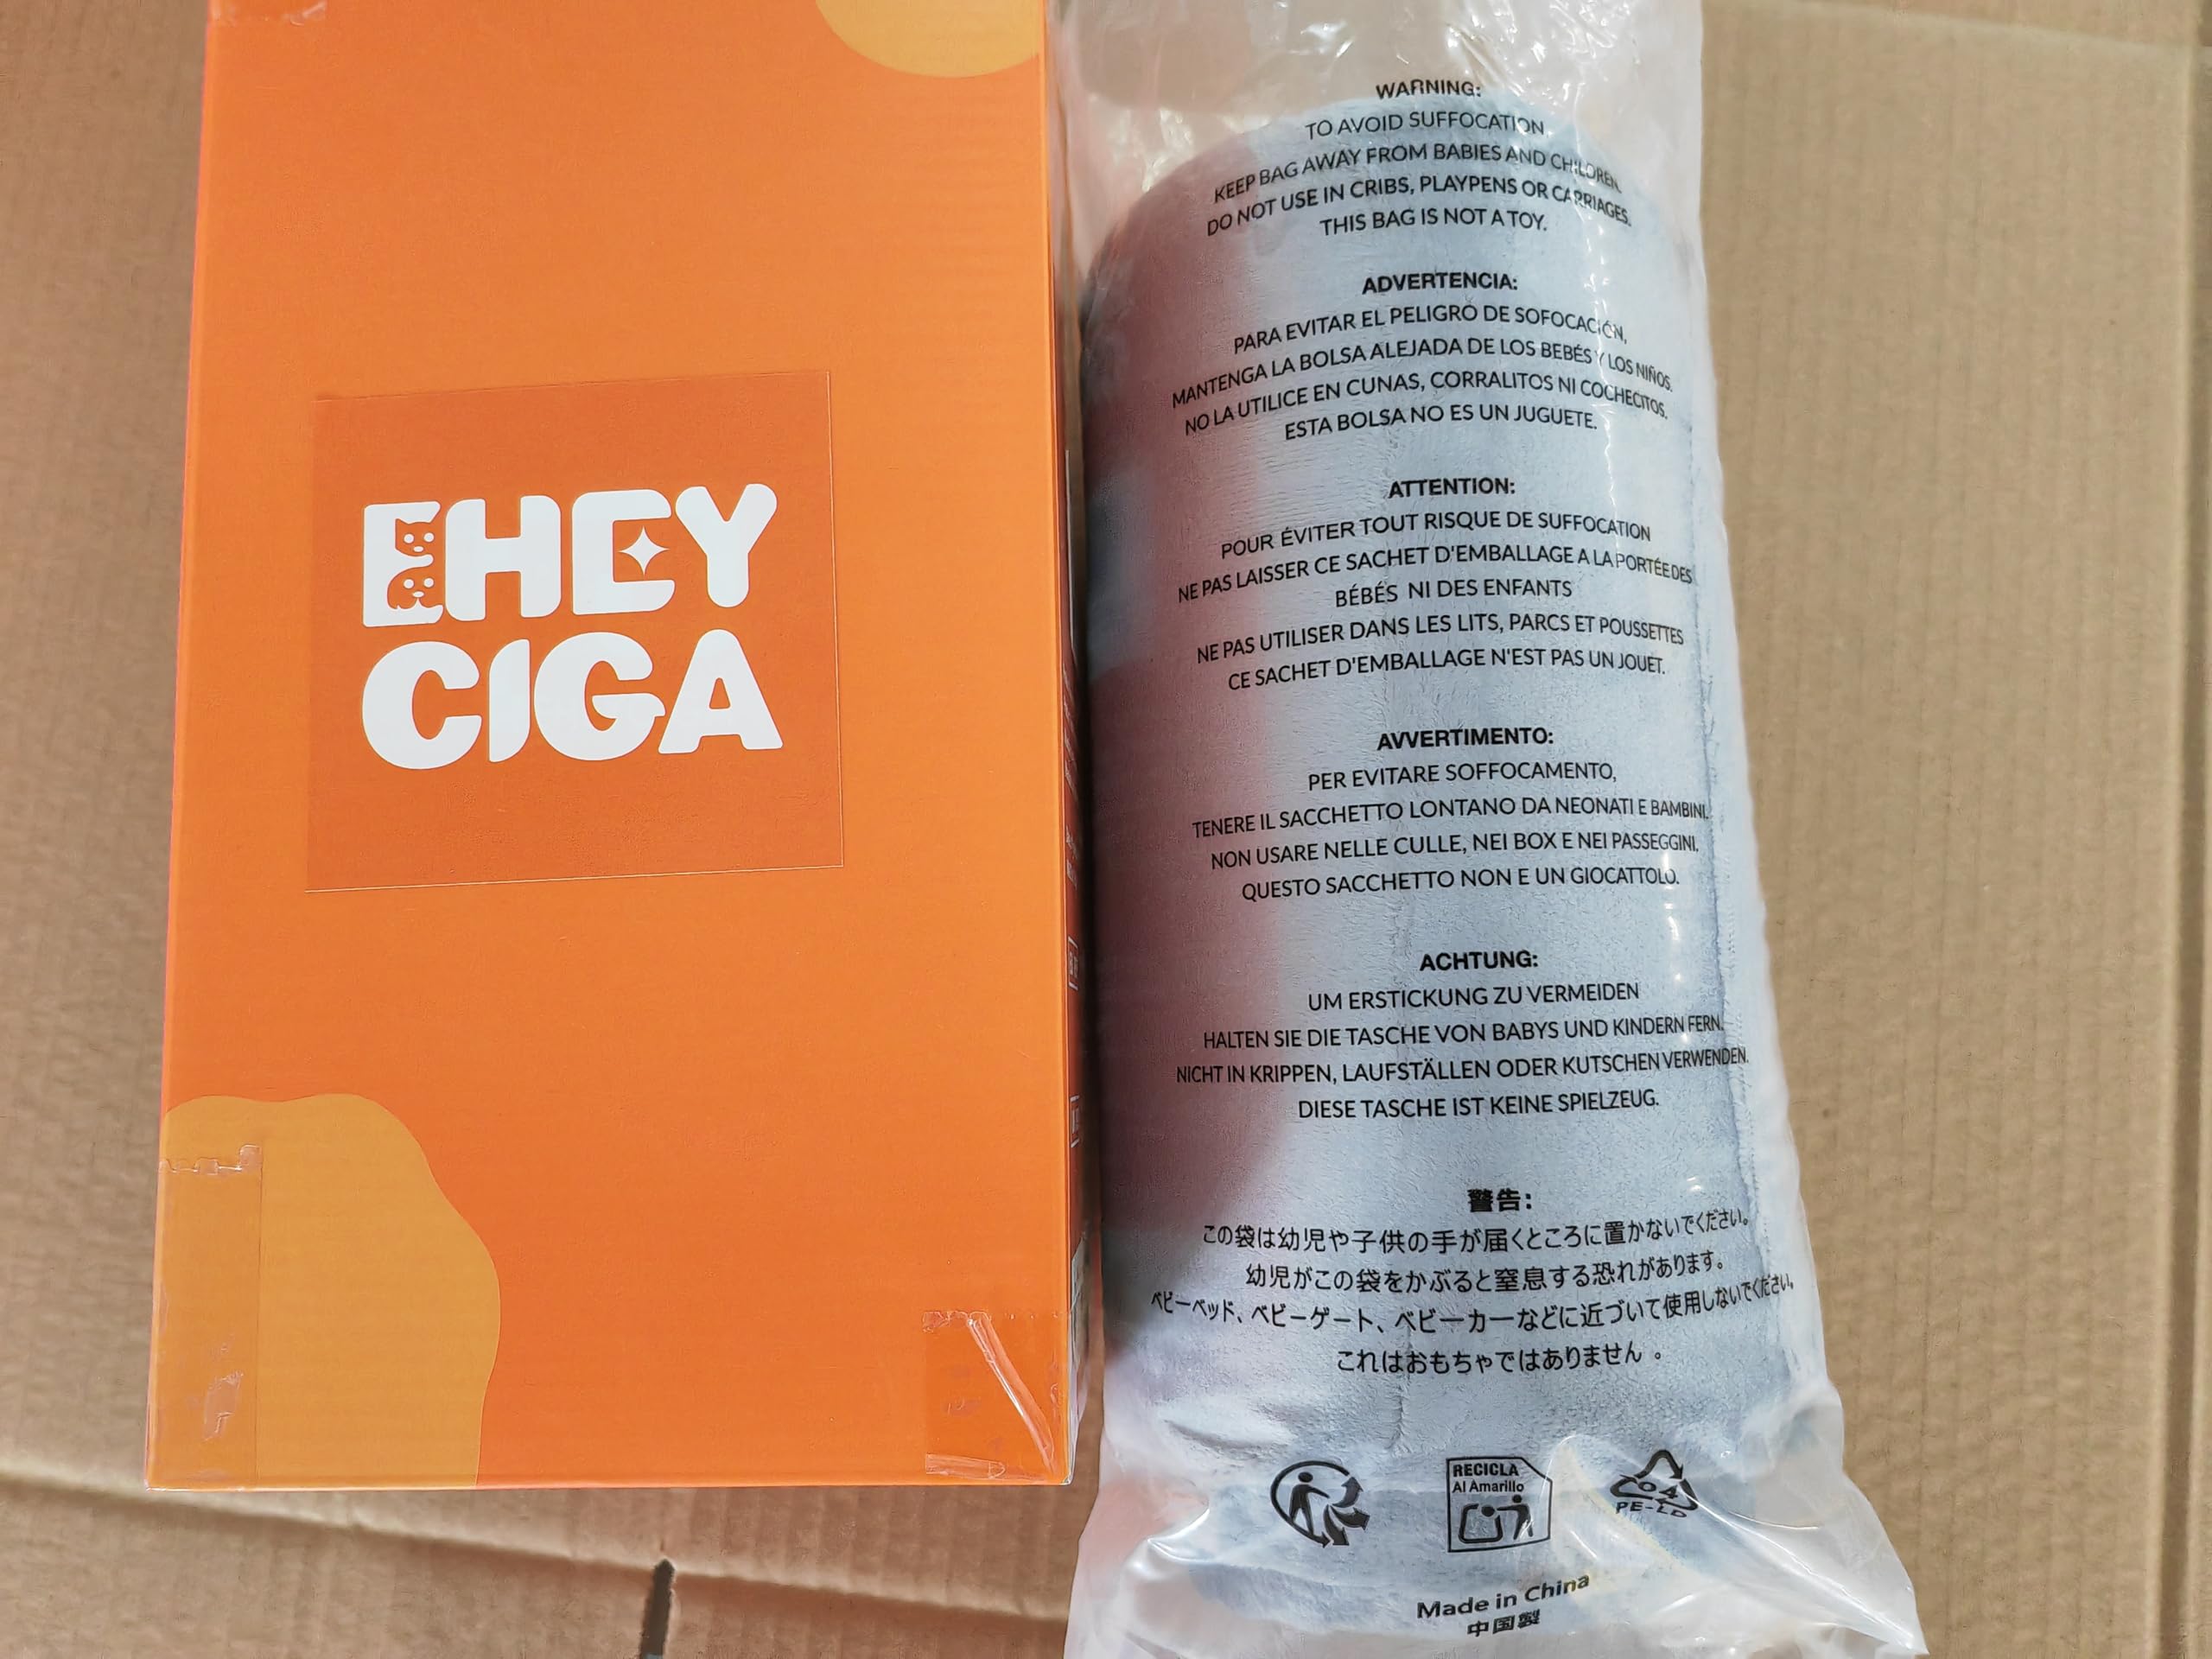 EHEY
CIGA
WARNING:
TO AVOID SUFFOCATION
KEEP BAG AWAY FROM BABIES AND CHILDREN.
DO NOT USE IN CRIBS, PLAYPENS OR CARRIAGES.
THIS BAG IS NOT A TOY.
ADVERTENCIA:
PARA EVITAR EL PELIGRO DE SOFOCACIÓN,
MANTENGA LA BOLSA ALEJADA DE LOS BEBÉS Y LOS NIÑOS.
NO LA UTILICE EN CUNAS, CORRALITOS NI COCHECITOS.
ESTA BOLSA NO ES UN JUGUETE.
ATTENTION:
POUR ÉVITER TOUT RISQUE DE SUFFOCATION
NE PAS LAISSER CE SACHET D'EMBALLAGE A LA PORTÉE DES
BÉBÉS NI DES ENFANTS
NE PAS UTILISER DANS LES LITS, PARCS ET POUSSETTES
CE SACHET D'EMBALLAGE N'EST PAS UN JOUET.
AVVERTIMENTO:
PER EVITARE SOFFOCAMENTO,
TENERE IL SACCHETTO LONTANO DA NEONATI E BAMBINI.
NON USARE NELLE CULLE, NEI BOX E NEI PASSEGGINI,
QUESTO SACCHETTO NON E UN GIOCATTOLO.
ACHTUNG:
UM ERSTICKUNG ZU VERMEIDEN
HALTEN SIE DIE TASCHE VON BABYS UND KINDERN FERN.
NICHT IN KRIPPEN, LAUFSTÄLLEN ODER KUTSCHEN VERWENDEN.
DIESE TASCHE IST KEINE SPIELZEUG.
警告:
この袋は幼児や子供の手が届くところに置かないでください。
幼児がこの袋をかぶると窒息する恐れがあります。
ベビーベッド、ベビーゲート、ベビーカーなどに近づいて使用しないでください。
これはおもちゃではありません 。
RECICLA
Al Amarillo
04
PE-LD
Made in China
中国製